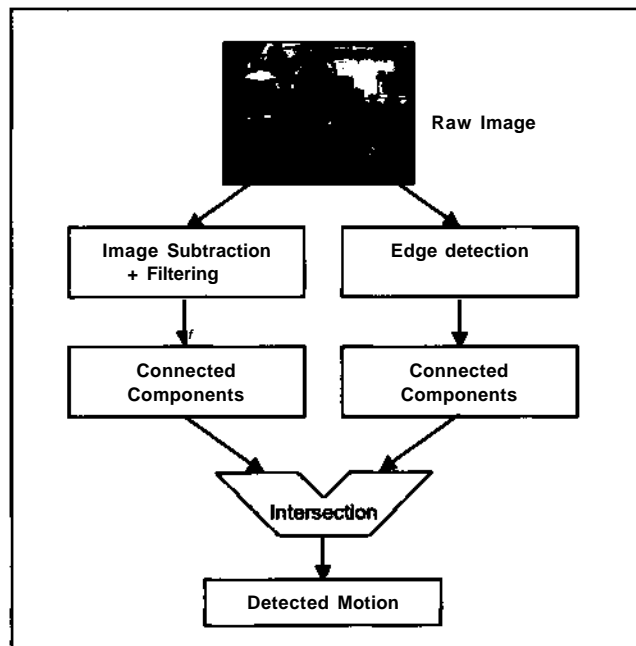 Raw Image
Image Subtraction
+ Filtering
Edge detection
f
Connected
Components
Connected
Components
Intersection
Detected Motion